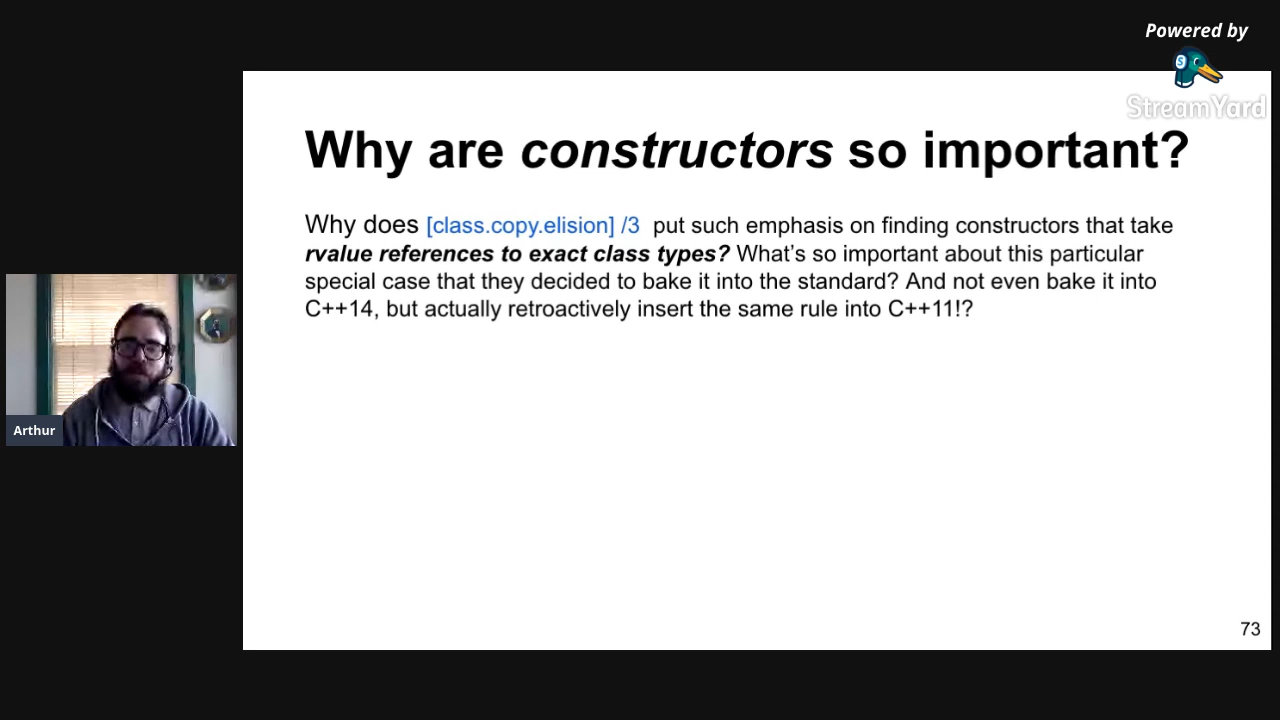 Powered by
StreamYard
Why are constructors so important?
Why does [class.copy.elision] /3 put such emphasis on finding constructors that take
rvalue references to exact class types? What’s so important about this particular
special case that they decided to bake it into the standard? And not even bake it into
C++14, but actually retroactively insert the same rule into C++11!?
Arthur
73